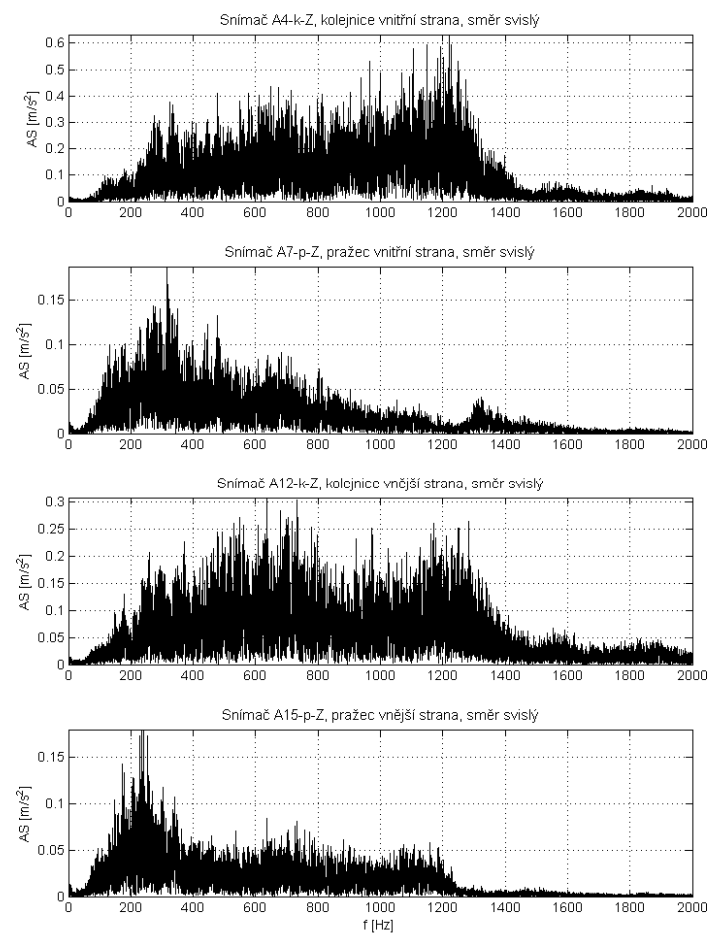 Snímač A4-k-Z, kolejnice vnitřní strana, směr svislý
AS [m/s²]
0.6
0.5
0.4
0.3
0.2
0.1
0
0 200 400 600 800 1000 1200 1400 1600 1800 2000
Snímač A7-p-Z, pražec vnitřní strana, směr svislý
AS [m/s²]
0.15
0.1
0.05
0
0 200 400 600 800 1000 1200 1400 1600 1800 2000
Snímač A12-k-Z, kolejnice vnější strana, směr svislý
AS [m/s²]
0.3
0.25
0.2
0.15
0.1
0.05
0
0 200 400 600 800 1000 1200 1400 1600 1800 2000
Snímač A15-p-Z, pražec vnější strana, směr svislý
AS [m/s²]
0.15
0.1
0.05
0
0 200 400 600 800 1000 1200 1400 1600 1800 2000
f [Hz]